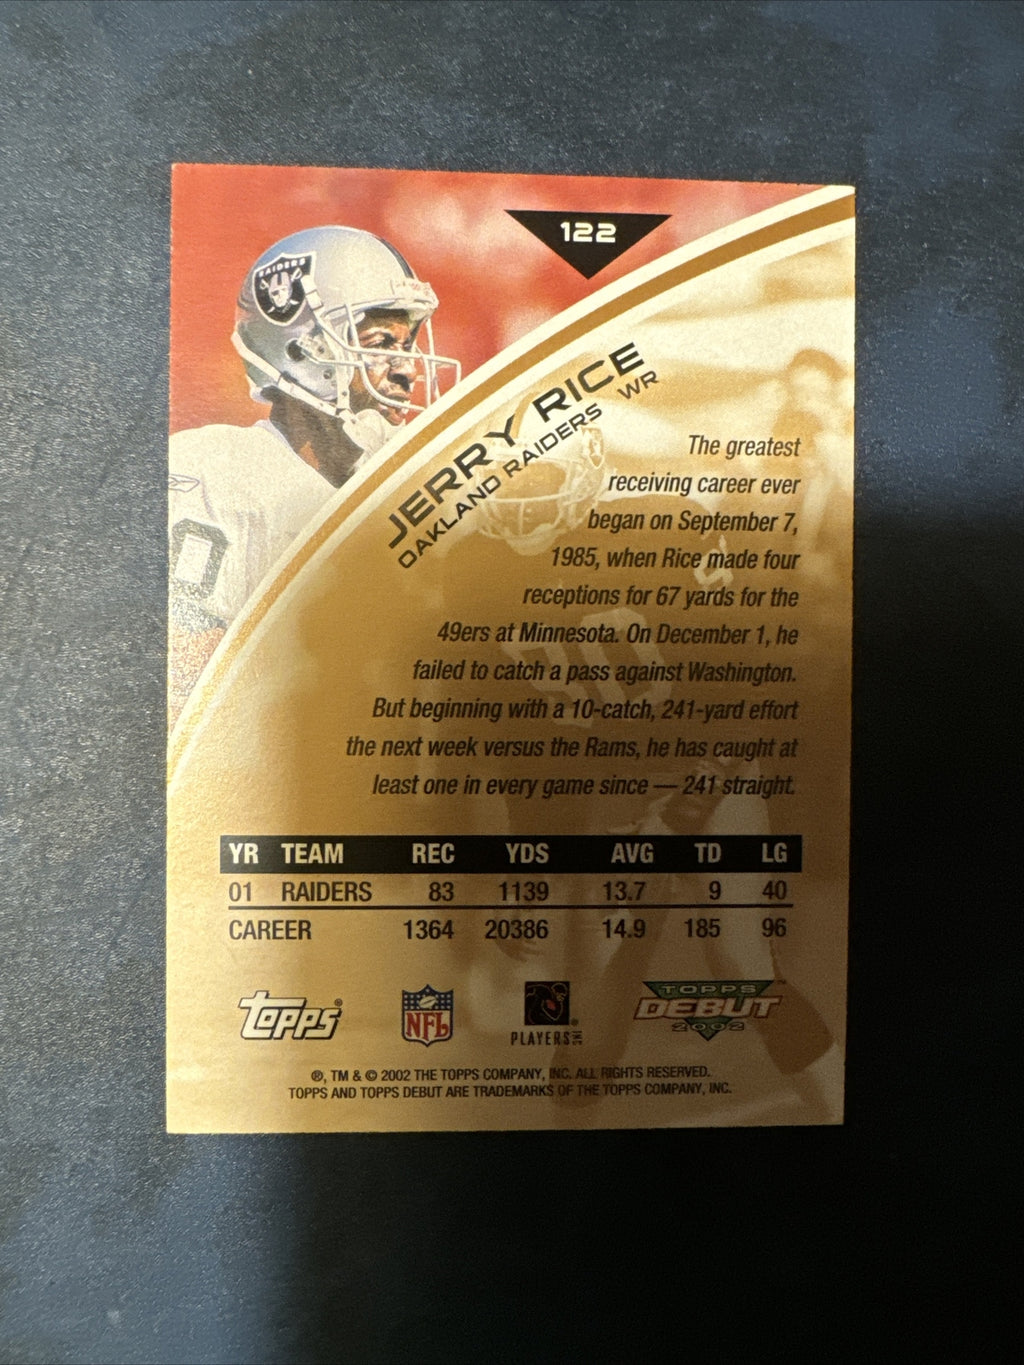 122
RAIDERS
JERRY RICE
OAKLAND RAIDERS WR
The greatest
receiving career ever
began on September 7,
1985, when Rice made four
receptions for 67 yards for the
49ers at Minnesota. On December 1, he
failed to catch a pass against Washington.
But beginning with a 10-catch, 241-yard effort
the next week versus the Rams, he has caught at
least one in every game since — 241 straight.
YR TEAM REC YDS AVG TD LG
01 RAIDERS 83 1139 13.7 9 40
CAREER 1364 20386 14.9 185 96
Topps®
NFL
PLAYERS INC ®
TOPPS
DEBUT™
2002
®, TM & © 2002 THE TOPPS COMPANY, INC. ALL RIGHTS RESERVED.
TOPPS AND TOPPS DEBUT ARE TRADEMARKS OF THE TOPPS COMPANY, INC.